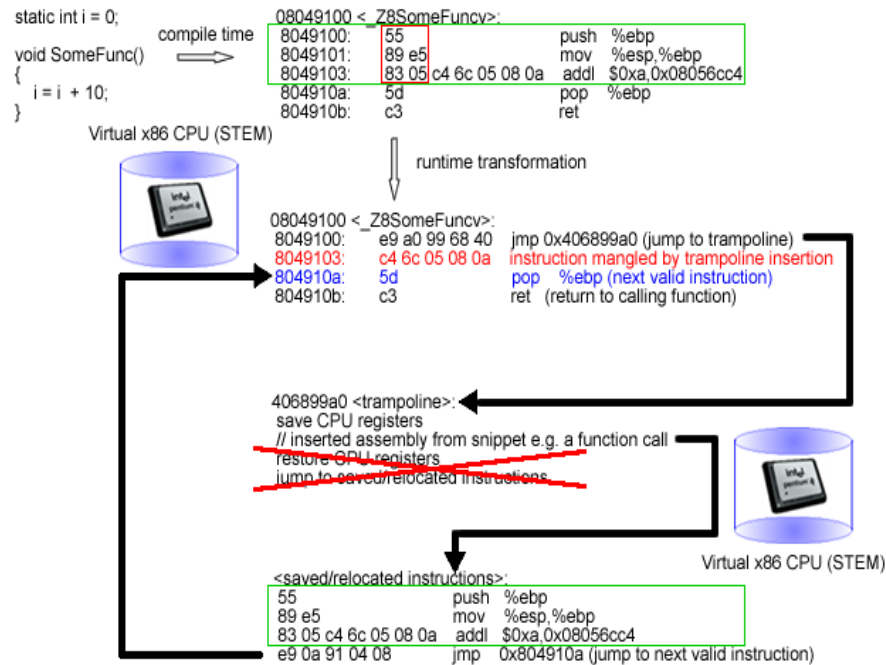 static int i = 0;
void SomeFunc()
{
i = i + 10;
}
compile time
08049100 <_Z8SomeFuncv>:
8049100: 55 push %ebp
8049101: 89 e5 mov %esp,%ebp
8049103: 83 05 c4 6c 05 08 0a addl $0xa,0x08056cc4
804910a: 5d pop %ebp
804910b: c3 ret
Virtual x86 CPU (STEM)
intel
pentium 4
runtime transformation
08049100 <_Z8SomeFuncv>:
8049100: e9 a0 99 68 40 jmp 0x406899a0 (jump to trampoline)
8049103: c4 6c 05 08 0a instruction mangled by trampoline insertion
804910a: 5d pop %ebp (next valid instruction)
804910b: c3 ret (return to calling function)
406899a0 <trampoline>:
save CPU registers
// inserted assembly from snippet e.g. a function call
restore CPU registers
jump to saved/relocated instructions
intel
pentium 4
Virtual x86 CPU (STEM)
<saved/relocated instructions>:
55 push %ebp
89 e5 mov %esp,%ebp
83 05 c4 6c 05 08 0a addl $0xa,0x08056cc4
e9 0a 91 04 08 jmp 0x804910a (jump to next valid instruction)